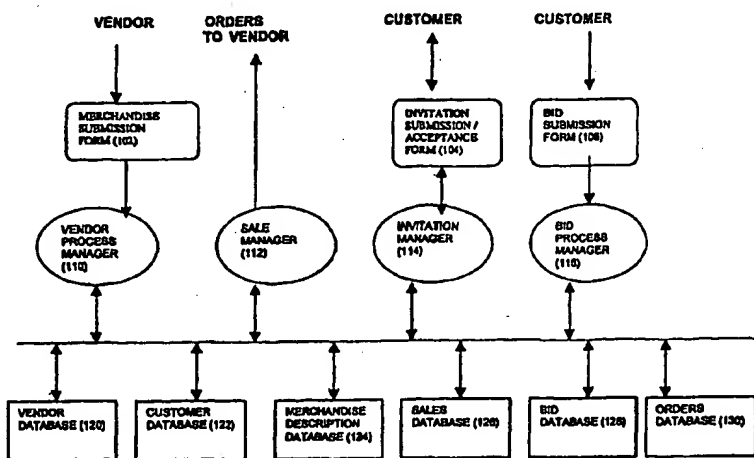 VENDOR
ORDERS
TO VENDOR
CUSTOMER
CUSTOMER
MERCHANDISE
SUBMISSION
FORM (102)
INVITATION
SUBMISSION /
ACCEPTANCE
FORM (104)
BID
SUBMISSION
FORM (106)
VENDOR
PROCESS
MANAGER
(110)
SALE
MANAGER
(112)
INVITATION
MANAGER
(114)
BID
PROCESS
MANAGER
(116)
VENDOR
DATABASE (120)
CUSTOMER
DATABASE (122)
MERCHANDISE
DESCRIPTION
DATABASE (124)
SALES
DATABASE (126)
BID
DATABASE (128)
ORDERS
DATABASE (130)